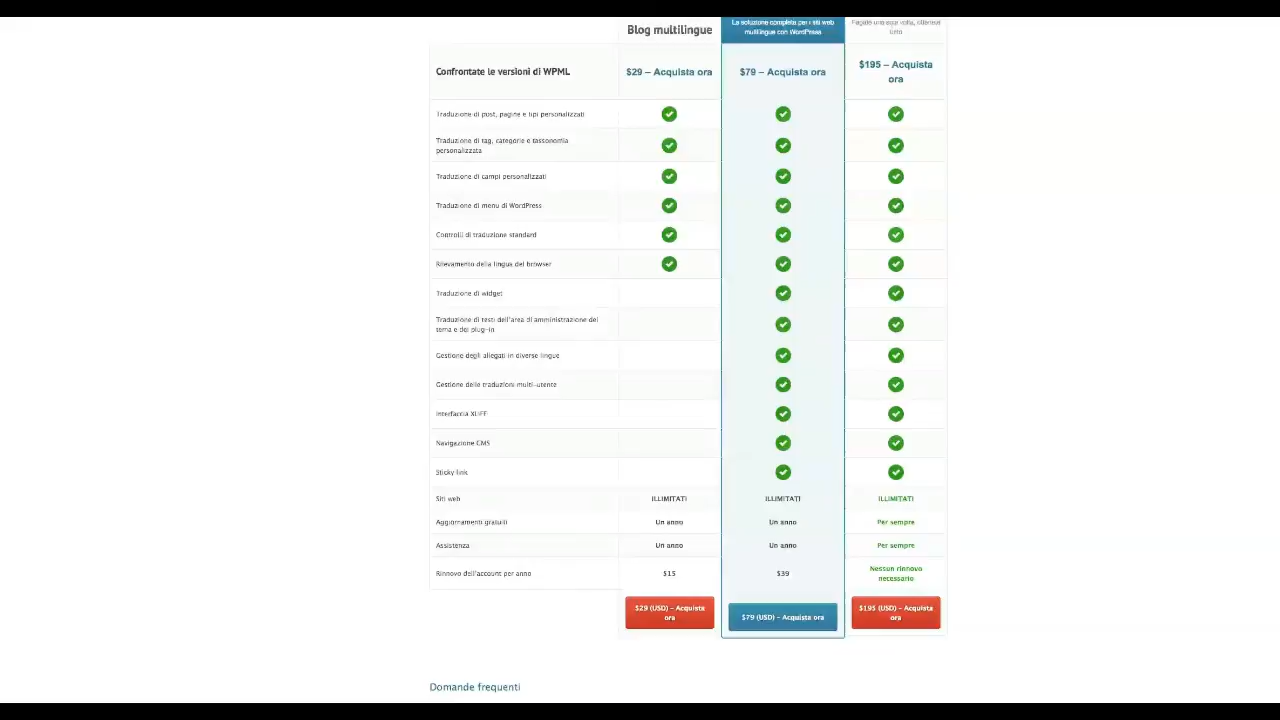 La soluzione completa per i siti web
multilingue con WordPress
Pagate una sola volta, ottenete
tutto
Blog multilingue
Confrontate le versioni di WPML
$29 – Acquista ora
$79 – Acquista ora
$195 – Acquista
ora
Traduzione di post, pagine e tipi personalizzati
Traduzione di tag, categorie e tassonomia
personalizzata
Traduzione di campi personalizzati
Traduzione di menu di WordPress
Controlli di traduzione standard
Rilevamento della lingua del browser
Traduzione di widget
Traduzione di testi dell'area di amministrazione del
tema e dei plug-in
Gestione degli allegati in diverse lingue
Gestione delle traduzioni multi-utente
Interfaccia XLIFF
Navigazione CMS
Sticky link
Siti web ILLIMITATI ILLIMITATI ILLIMITATI
Aggiornamenti gratuiti Un anno Un anno Per sempre
Assistenza Un anno Un anno Per sempre
Rinnovo dell'account per anno $15 $39 Nessun rinnovo
necessario
$29 (USD) – Acquista
ora
$79 (USD) – Acquista ora
$195 (USD) – Acquista
ora
Domande frequenti